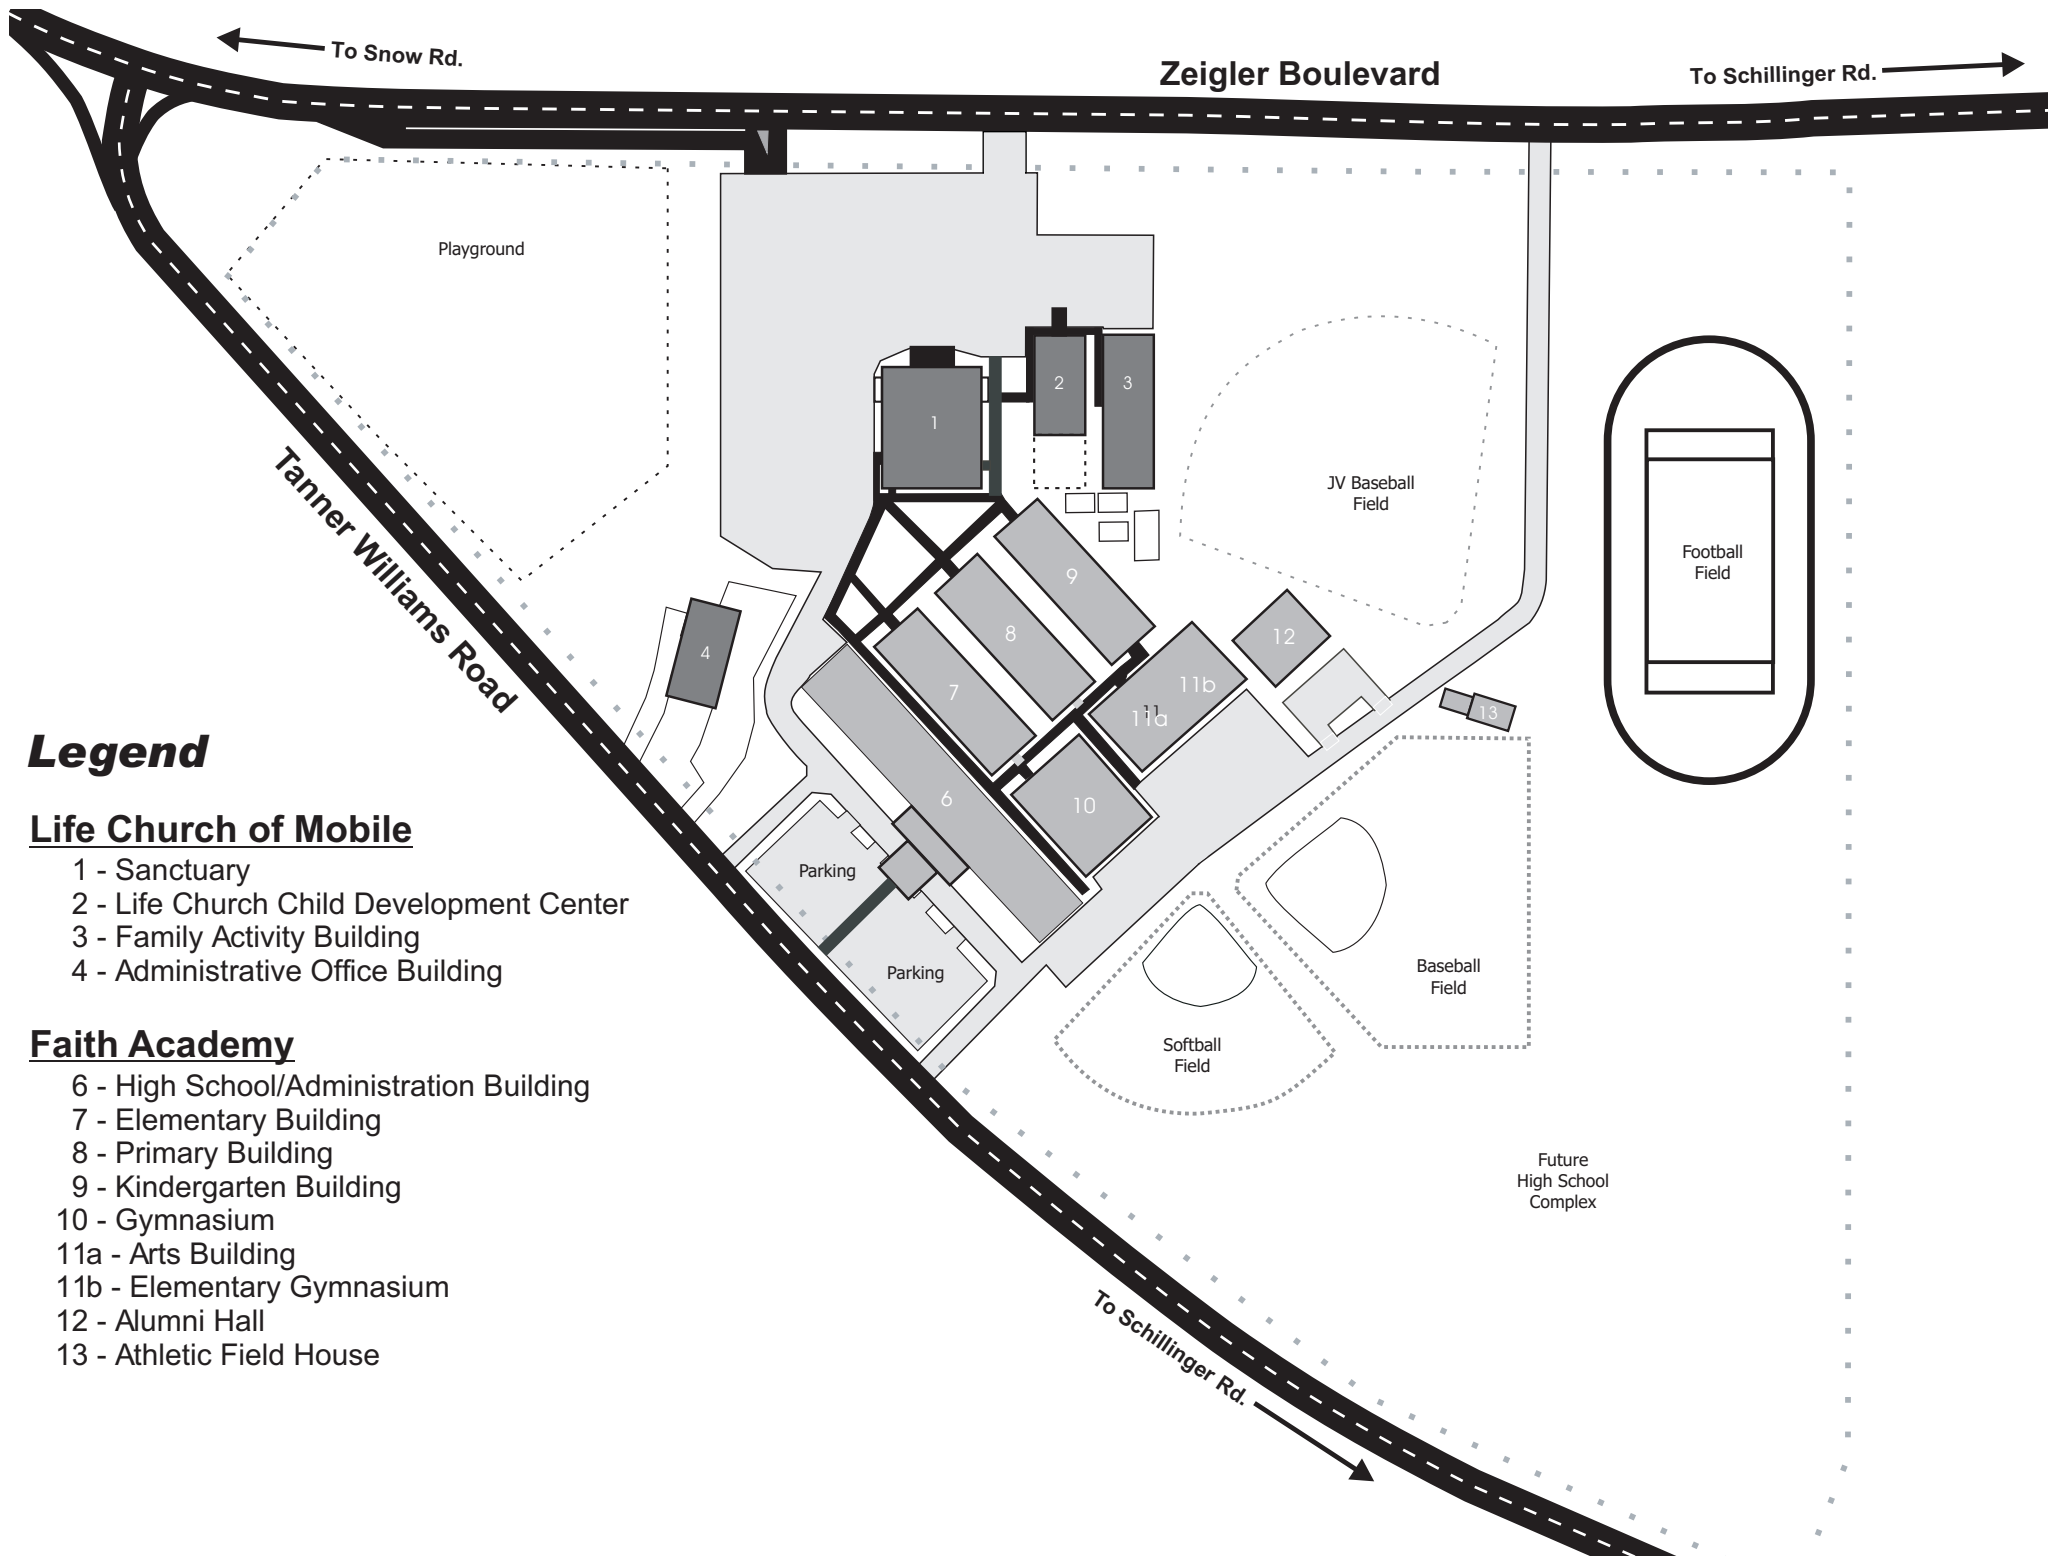 To Snow Rd.
Zeigler Boulevard
To Schillinger Rd.
Playground
2
3
1
JV Baseball
Field
Football
Field
9
8
12
4
7
11b
11
11a
13
6
10
Tanner Williams Road
Parking
Parking
Baseball
Field
Softball
Field
Future
High School
Complex
To Schillinger Rd.
Legend
Life Church of Mobile
1 - Sanctuary
2 - Life Church Child Development Center
3 - Family Activity Building
4 - Administrative Office Building
Faith Academy
6 - High School/Administration Building
7 - Elementary Building
8 - Primary Building
9 - Kindergarten Building
10 - Gymnasium
11a - Arts Building
11b - Elementary Gymnasium
12 - Alumni Hall
13 - Athletic Field House